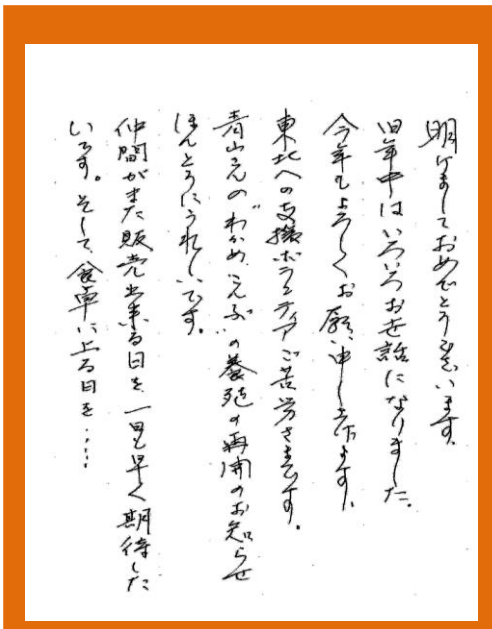 明けましておめでとうございます。
旧年中はいろいろお世話になりました。
今年もよろしくお願い申し上げます。
東北への支援ボランティアご苦労さまです。
青山さんの"わかめ、こんぶ"の養殖の再開のお知らせ
ほんとうにうれしいです。
仲間がまた販売出来る日を一日も早く期待した
いです。そして、食卓に上る日を……